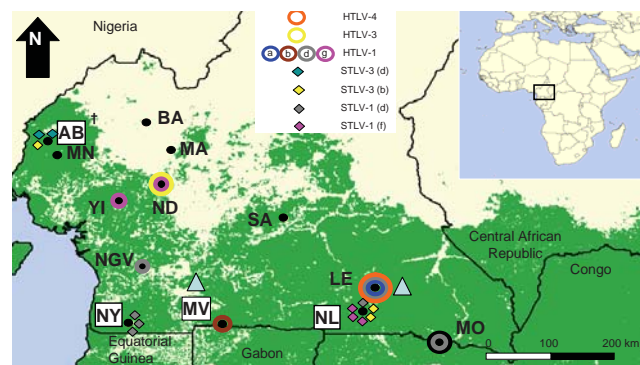 N
Nigeria
HTLV-4
HTLV-3
a b d g HTLV-1
STLV-3 (d)
STLV-3 (b)
STLV-1 (d)
STLV-1 (f)
†
BA
AB
MN
MA
YI
ND
SA
NGV
LE
Central African
Republic
Congo
NY
MV
NL
MO
Equatorial
Guinea
Gabon
0 100 200 km